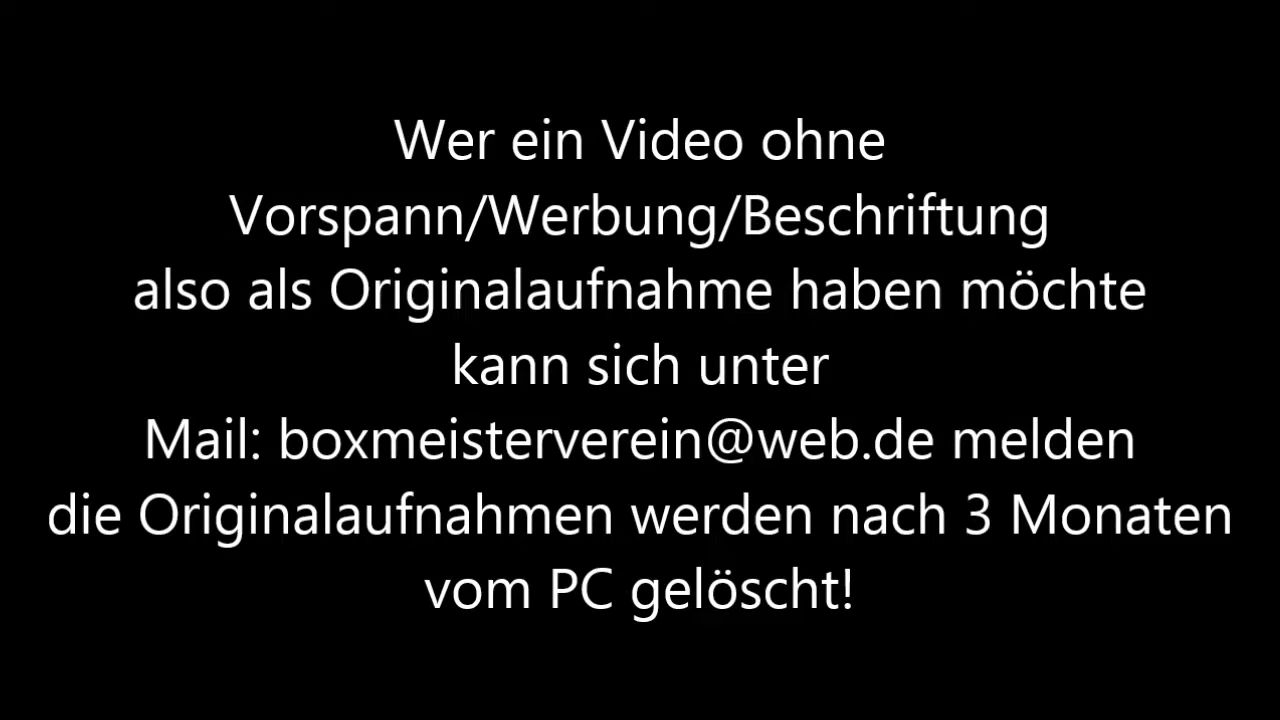 Wer ein Video ohne
Vorspann/Werbung/Beschriftung
also als Originalaufnahme haben möchte
kann sich unter
Mail: boxmeisterverein@web.de melden
die Originalaufnahmen werden nach 3 Monaten
vom PC gelöscht!